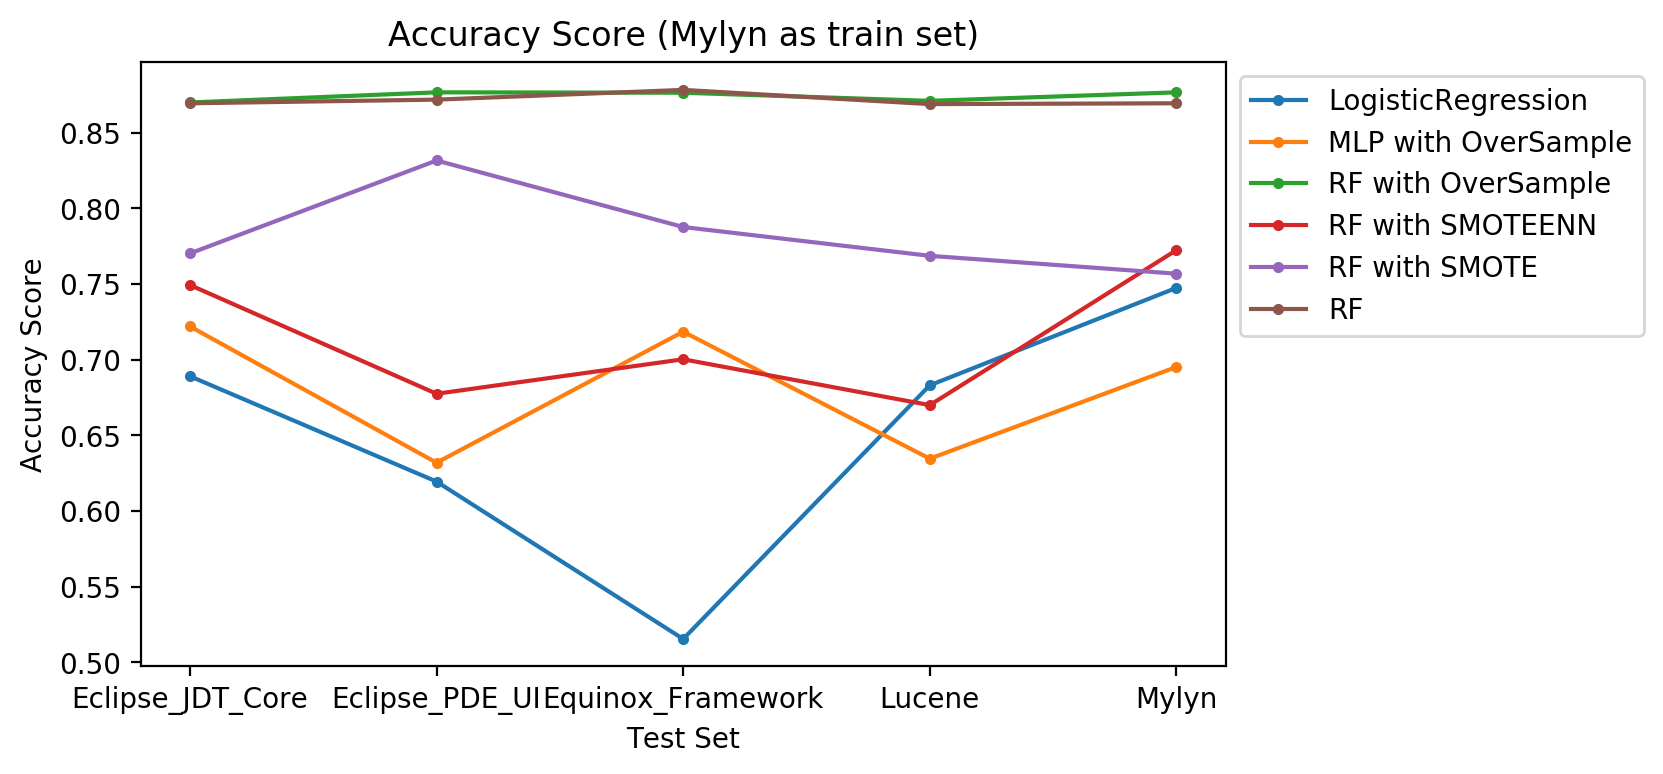 Accuracy Score (Mylyn as train set)
Accuracy Score
0.85
0.80
0.75
0.70
0.65
0.60
0.55
0.50
Eclipse_JDT_Core
Eclipse_PDE_UI
Equinox_Framework
Lucene
Mylyn
Test Set
LogisticRegression
MLP with OverSample
RF with OverSample
RF with SMOTEENN
RF with SMOTE
RF